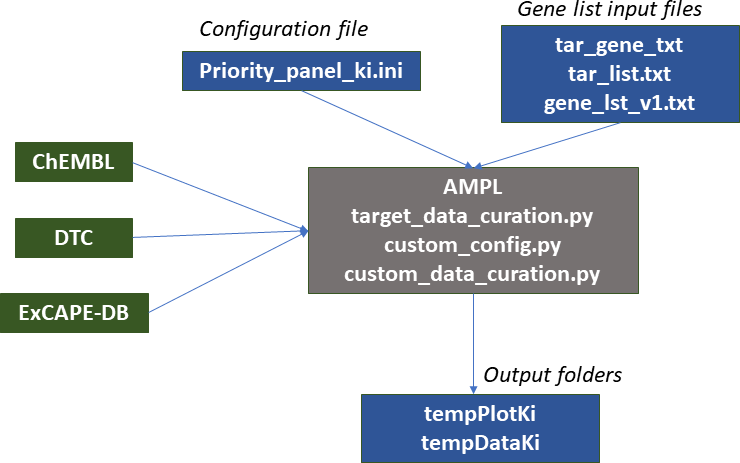 Configuration file
Priority_panel_ki.ini
Gene list input files
tar_gene_txt
tar_list.txt
gene_lst_v1.txt
ChEMBL
DTC
ExCAPE-DB
AMPL
target_data_curation.py
custom_config.py
custom_data_curation.py
Output folders
tempPlotKi
tempDataKi